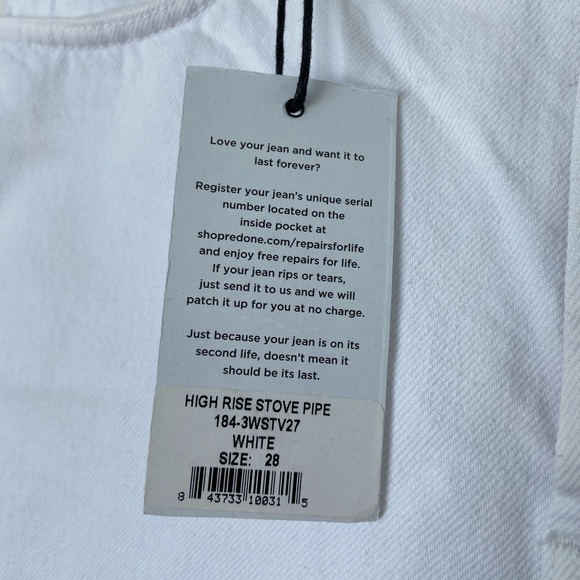 Love your jean and want it to
last forever?
Register your jean's unique serial
number located on the
inside pocket at
shopredone.com/repairsforlife
and enjoy free repairs for life.
If your jean rips or tears,
just send it to us and we will
patch it up for you at no charge.
Just because your jean is on its
second life, doesn't mean it
should be its last.
HIGH RISE STOVE PIPE
184-3WSTV27
WHITE
SIZE: 28
8 43733 10031 5